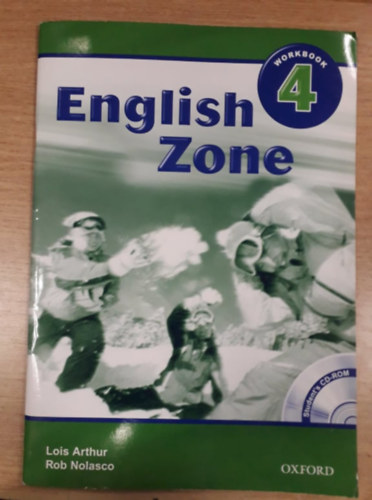 WORKBOOK
4
English
Zone
Student's CD-ROM
Lois Arthur
Rob Nolasco
OXFORD